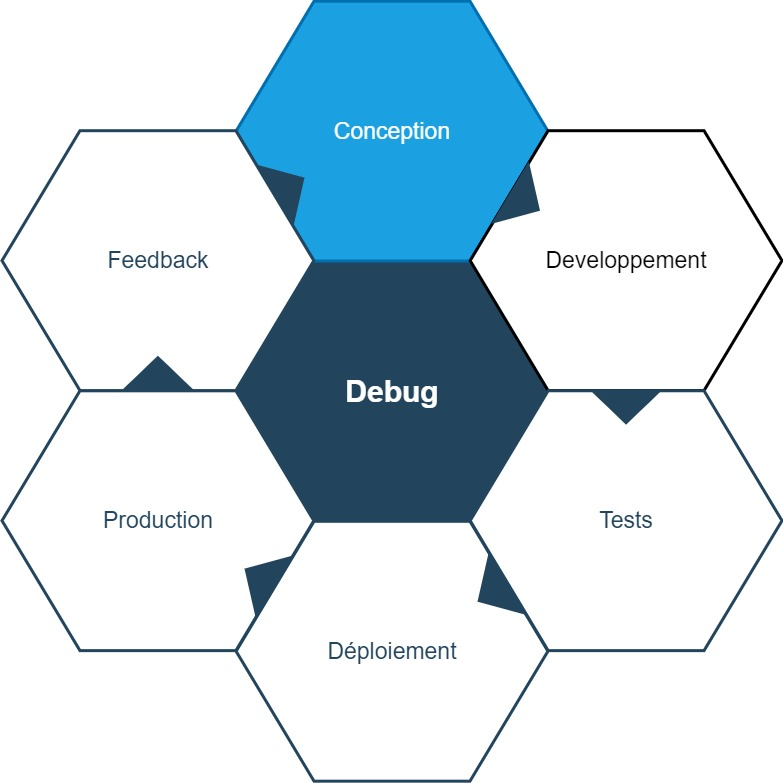 Conception
Feedback
Developpement
Debug
Production
Tests
Déploiement